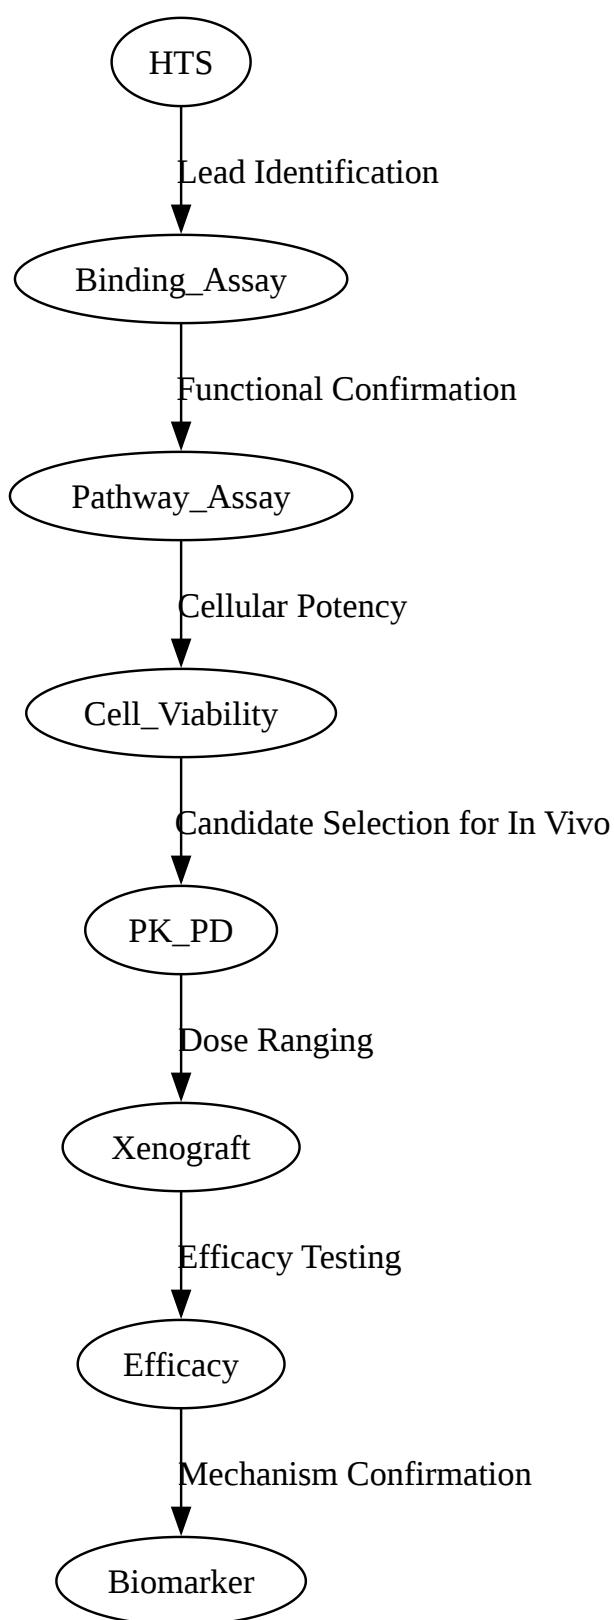 HTS
Lead Identification
Binding_Assay
Functional Confirmation
Pathway_Assay
Cellular Potency
Cell_Viability
Candidate Selection for In Vivo
PK_PD
Dose Ranging
Xenograft
Efficacy Testing
Efficacy
Mechanism Confirmation
Biomarker